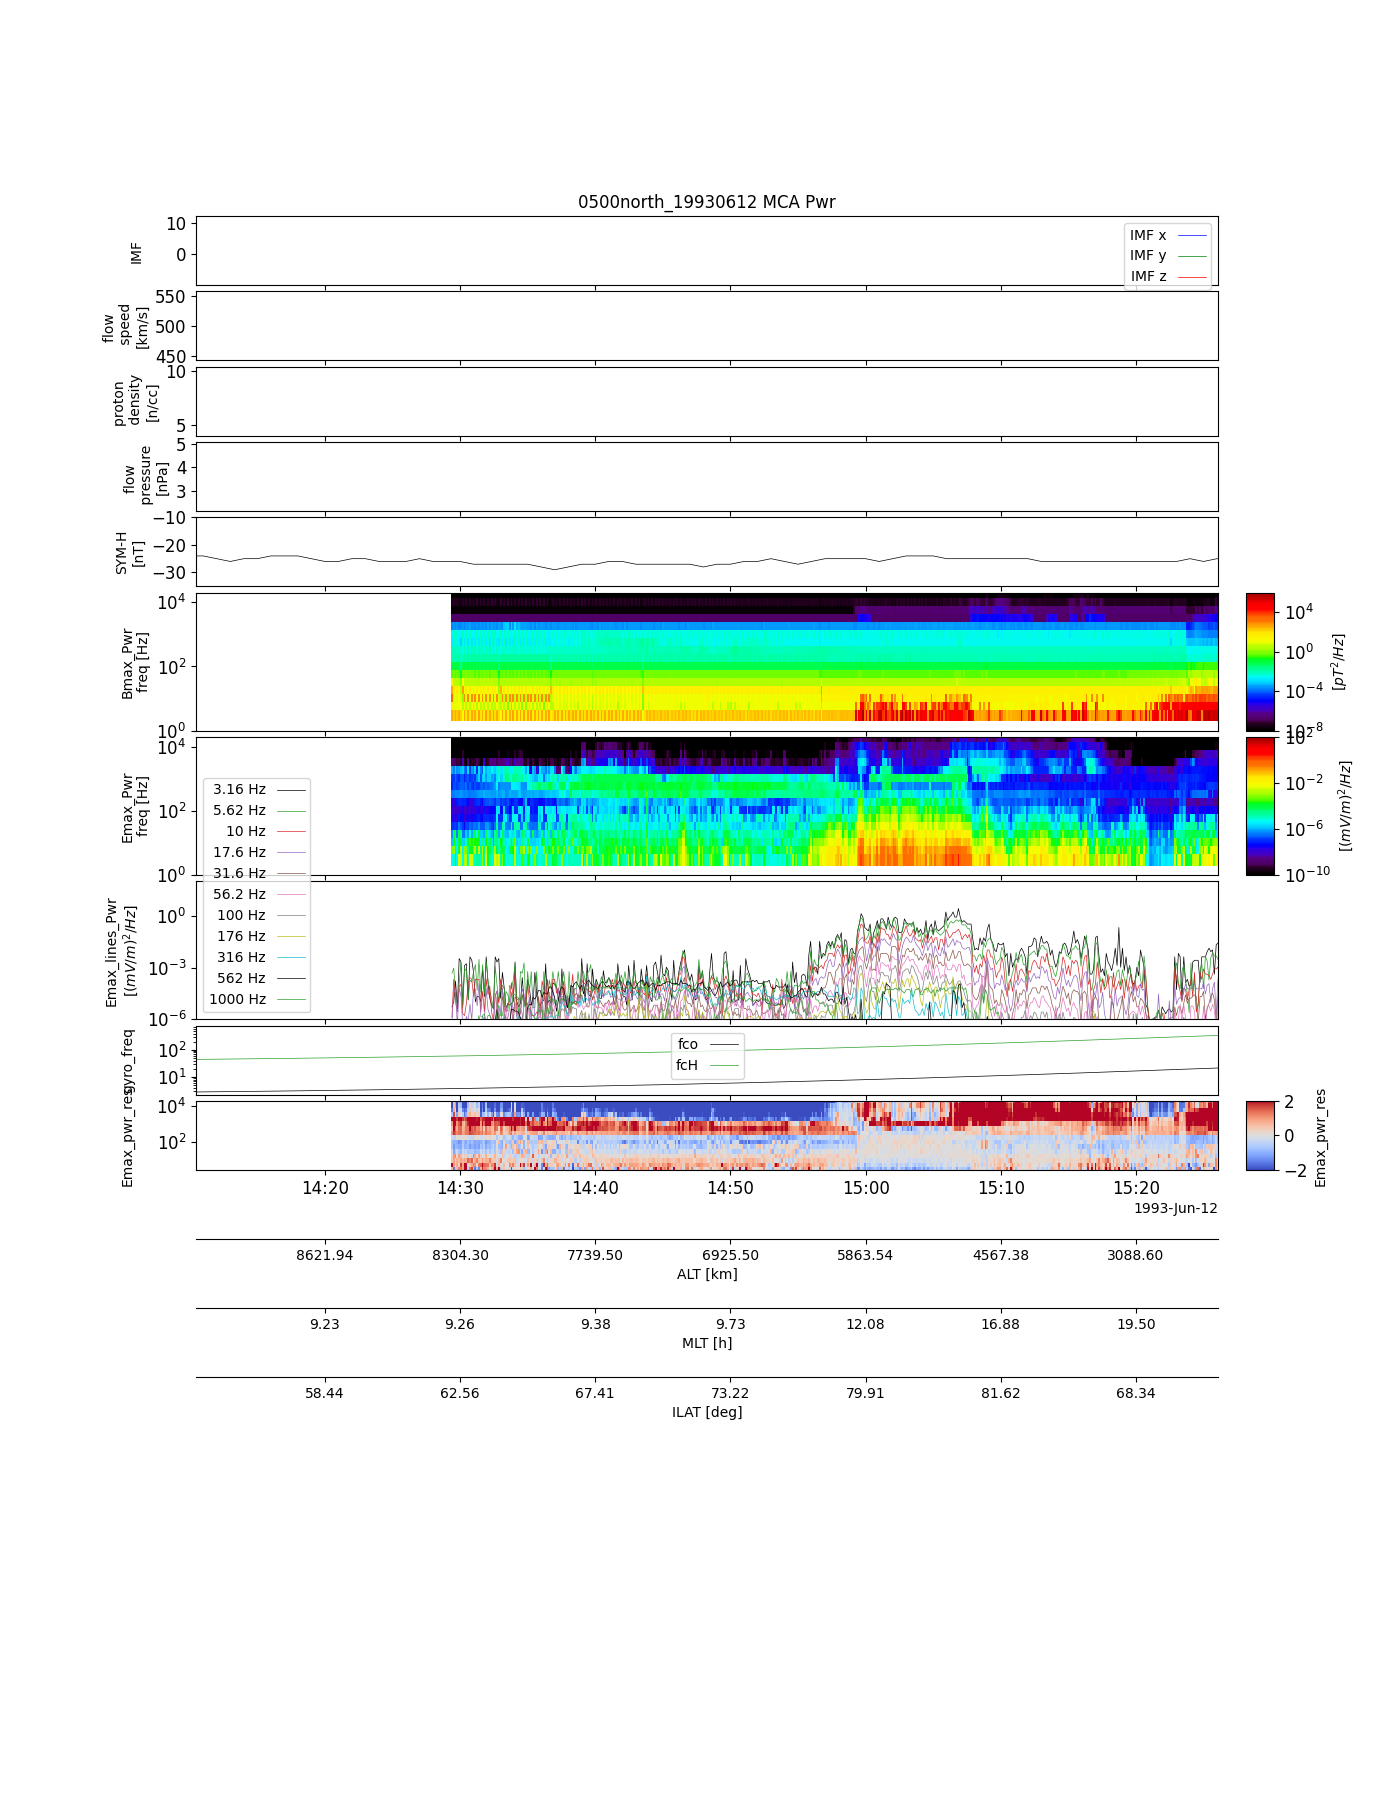 0500north_19930612 MCA Pwr
10
0
IMF
IMF x
IMF y
IMF z
550
500
450
flow
speed
[km/s]
10
5
proton
density
[n/cc]
5
4
3
flow
pressure
[nPa]
−10
−20
−30
SYM-H
[nT]
10^4
10^2
10^0
Bmax_Pwr
freq [Hz]
10^4
10^0
10^−4
10^−8
[pT^2/Hz]
10^4
10^2
10^0
Emax_Pwr
freq [Hz]
10^2
10^−2
10^−6
10^−10
[(mV/m)^2/Hz]
3.16 Hz
5.62 Hz
10 Hz
17.6 Hz
31.6 Hz
56.2 Hz
100 Hz
176 Hz
316 Hz
562 Hz
1000 Hz
10^0
10^−3
10^−6
Emax_lines_Pwr
[(mV/m)^2/Hz]
10^2
10^1
gyro_freq
fco
fcH
10^4
10^2
Emax_pwr_res
2
0
−2
Emax_pwr_res
14:20 14:30 14:40 14:50 15:00 15:10 15:20
1993-Jun-12
8621.94 8304.30 7739.50 6925.50 5863.54 4567.38 3088.60
ALT [km]
9.23 9.26 9.38 9.73 12.08 16.88 19.50
MLT [h]
58.44 62.56 67.41 73.22 79.91 81.62 68.34
ILAT [deg]